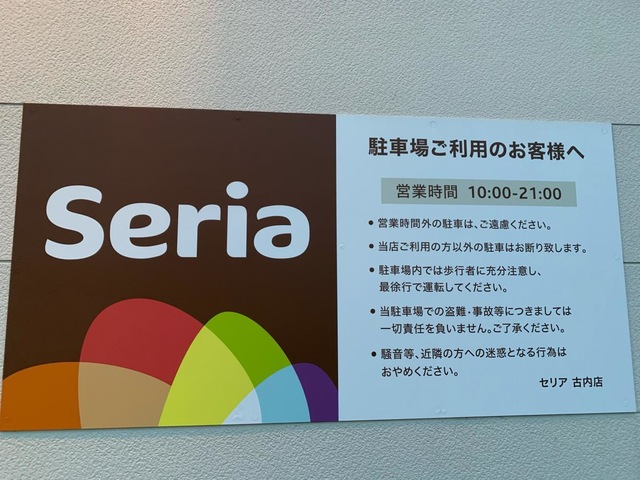 Seria
駐車場ご利用のお客様へ
営業時間 10:00-21:00
● 営業時間外の駐車は、ご遠慮ください。
● 当店ご利用の方以外の駐車はお断り致します。
● 駐車場内では歩行者に充分注意し、
最徐行で運転してください。
● 当駐車場での盗難・事故等につきましては
一切責任を負いません。ご了承ください。
● 騒音等、近隣の方への迷惑となる行為は
おやめください。
セリア 古内店